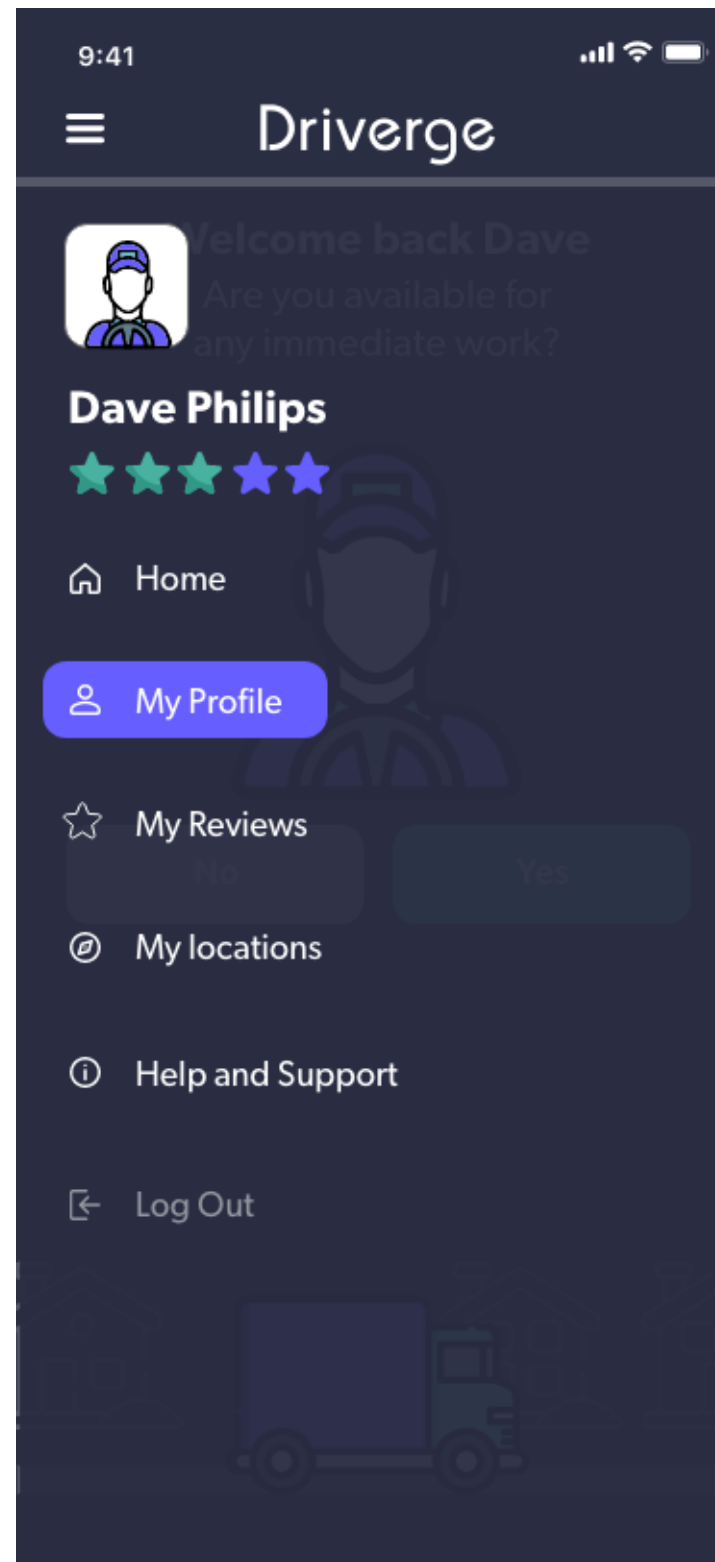 9:41
Driverge
Welcome back Dave
Are you available for
any immediate work?
Dave Philips
Home
My Profile
My Reviews
No
Yes
My locations
Help and Support
Log Out